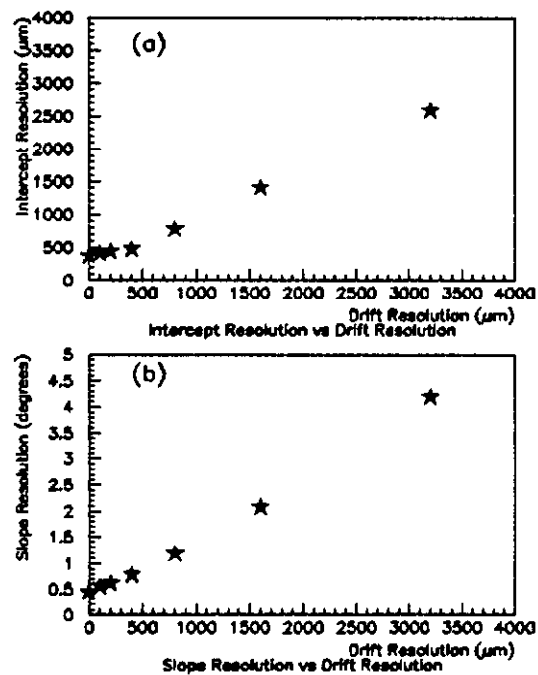 4000
3500
3000
2500
2000
1500
1000
500
0
Intercept Resolution (μm)
(a)
0 500 1000 1500 2000 2500 3000 3500 4000
Drift Resolution (μm)
Intercept Resolution vs Drift Resolution
5
4.5
4
3.5
3
2.5
2
1.5
1
0.5
0
Slope Resolution (degrees)
(b)
0 500 1000 1500 2000 2500 3000 3500 4000
Drift Resolution (μm)
Slope Resolution vs Drift Resolution